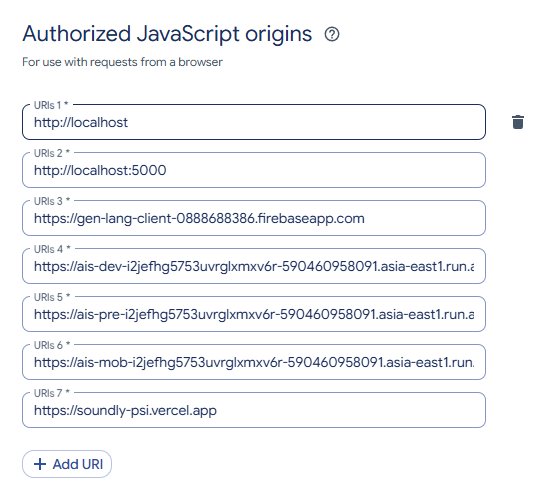 Authorized JavaScript origins
For use with requests from a browser
URIs 1 *
http://localhost
URIs 2 *
http://localhost:5000
URIs 3 *
https://gen-lang-client-0888688386.firebaseapp.com
URIs 4 *
https://ais-dev-i2jefhg5753uvrglxmxv6r-590460958091.asia-east1.run.a
URIs 5 *
https://ais-pre-i2jefhg5753uvrglxmxv6r-590460958091.asia-east1.run.a
URIs 6 *
https://ais-mob-i2jefhg5753uvrglxmxv6r-590460958091.asia-east1.run.
URIs 7 *
https://soundly-psi.vercel.app
+ Add URI